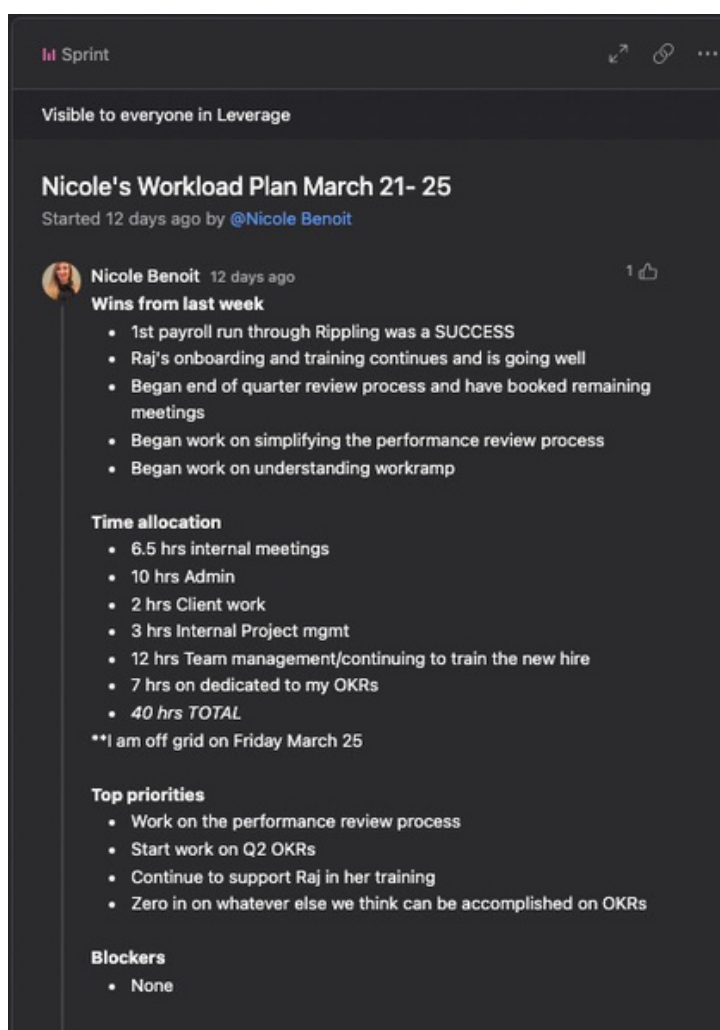 Sprint
Visible to everyone in Leverage
Nicole's Workload Plan March 21- 25
Started 12 days ago by @Nicole Benoit
Nicole Benoit 12 days ago 1
Wins from last week
• 1st payroll run through Rippling was a SUCCESS
• Raj's onboarding and training continues and is going well
• Began end of quarter review process and have booked remaining
meetings
• Began work on simplifying the performance review process
• Began work on understanding workramp
Time allocation
• 6.5 hrs internal meetings
• 10 hrs Admin
• 2 hrs Client work
• 3 hrs Internal Project mgmt
• 12 hrs Team management/continuing to train the new hire
• 7 hrs on dedicated to my OKRs
• 40 hrs TOTAL
**I am off grid on Friday March 25
Top priorities
• Work on the performance review process
• Start work on Q2 OKRs
• Continue to support Raj in her training
• Zero in on whatever else we think can be accomplished on OKRs
Blockers
• None